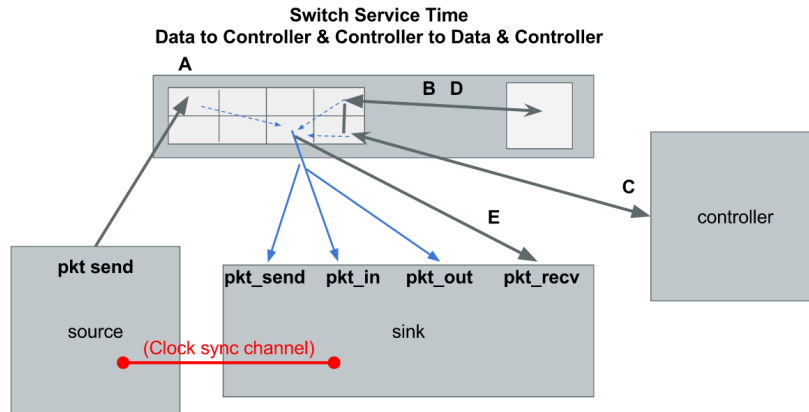 Switch Service Time
Data to Controller & Controller to Data & Controller
A
B D
C
controller
E
pkt send
pkt_send pkt_in pkt_out pkt_recv
source
sink
(Clock sync channel)